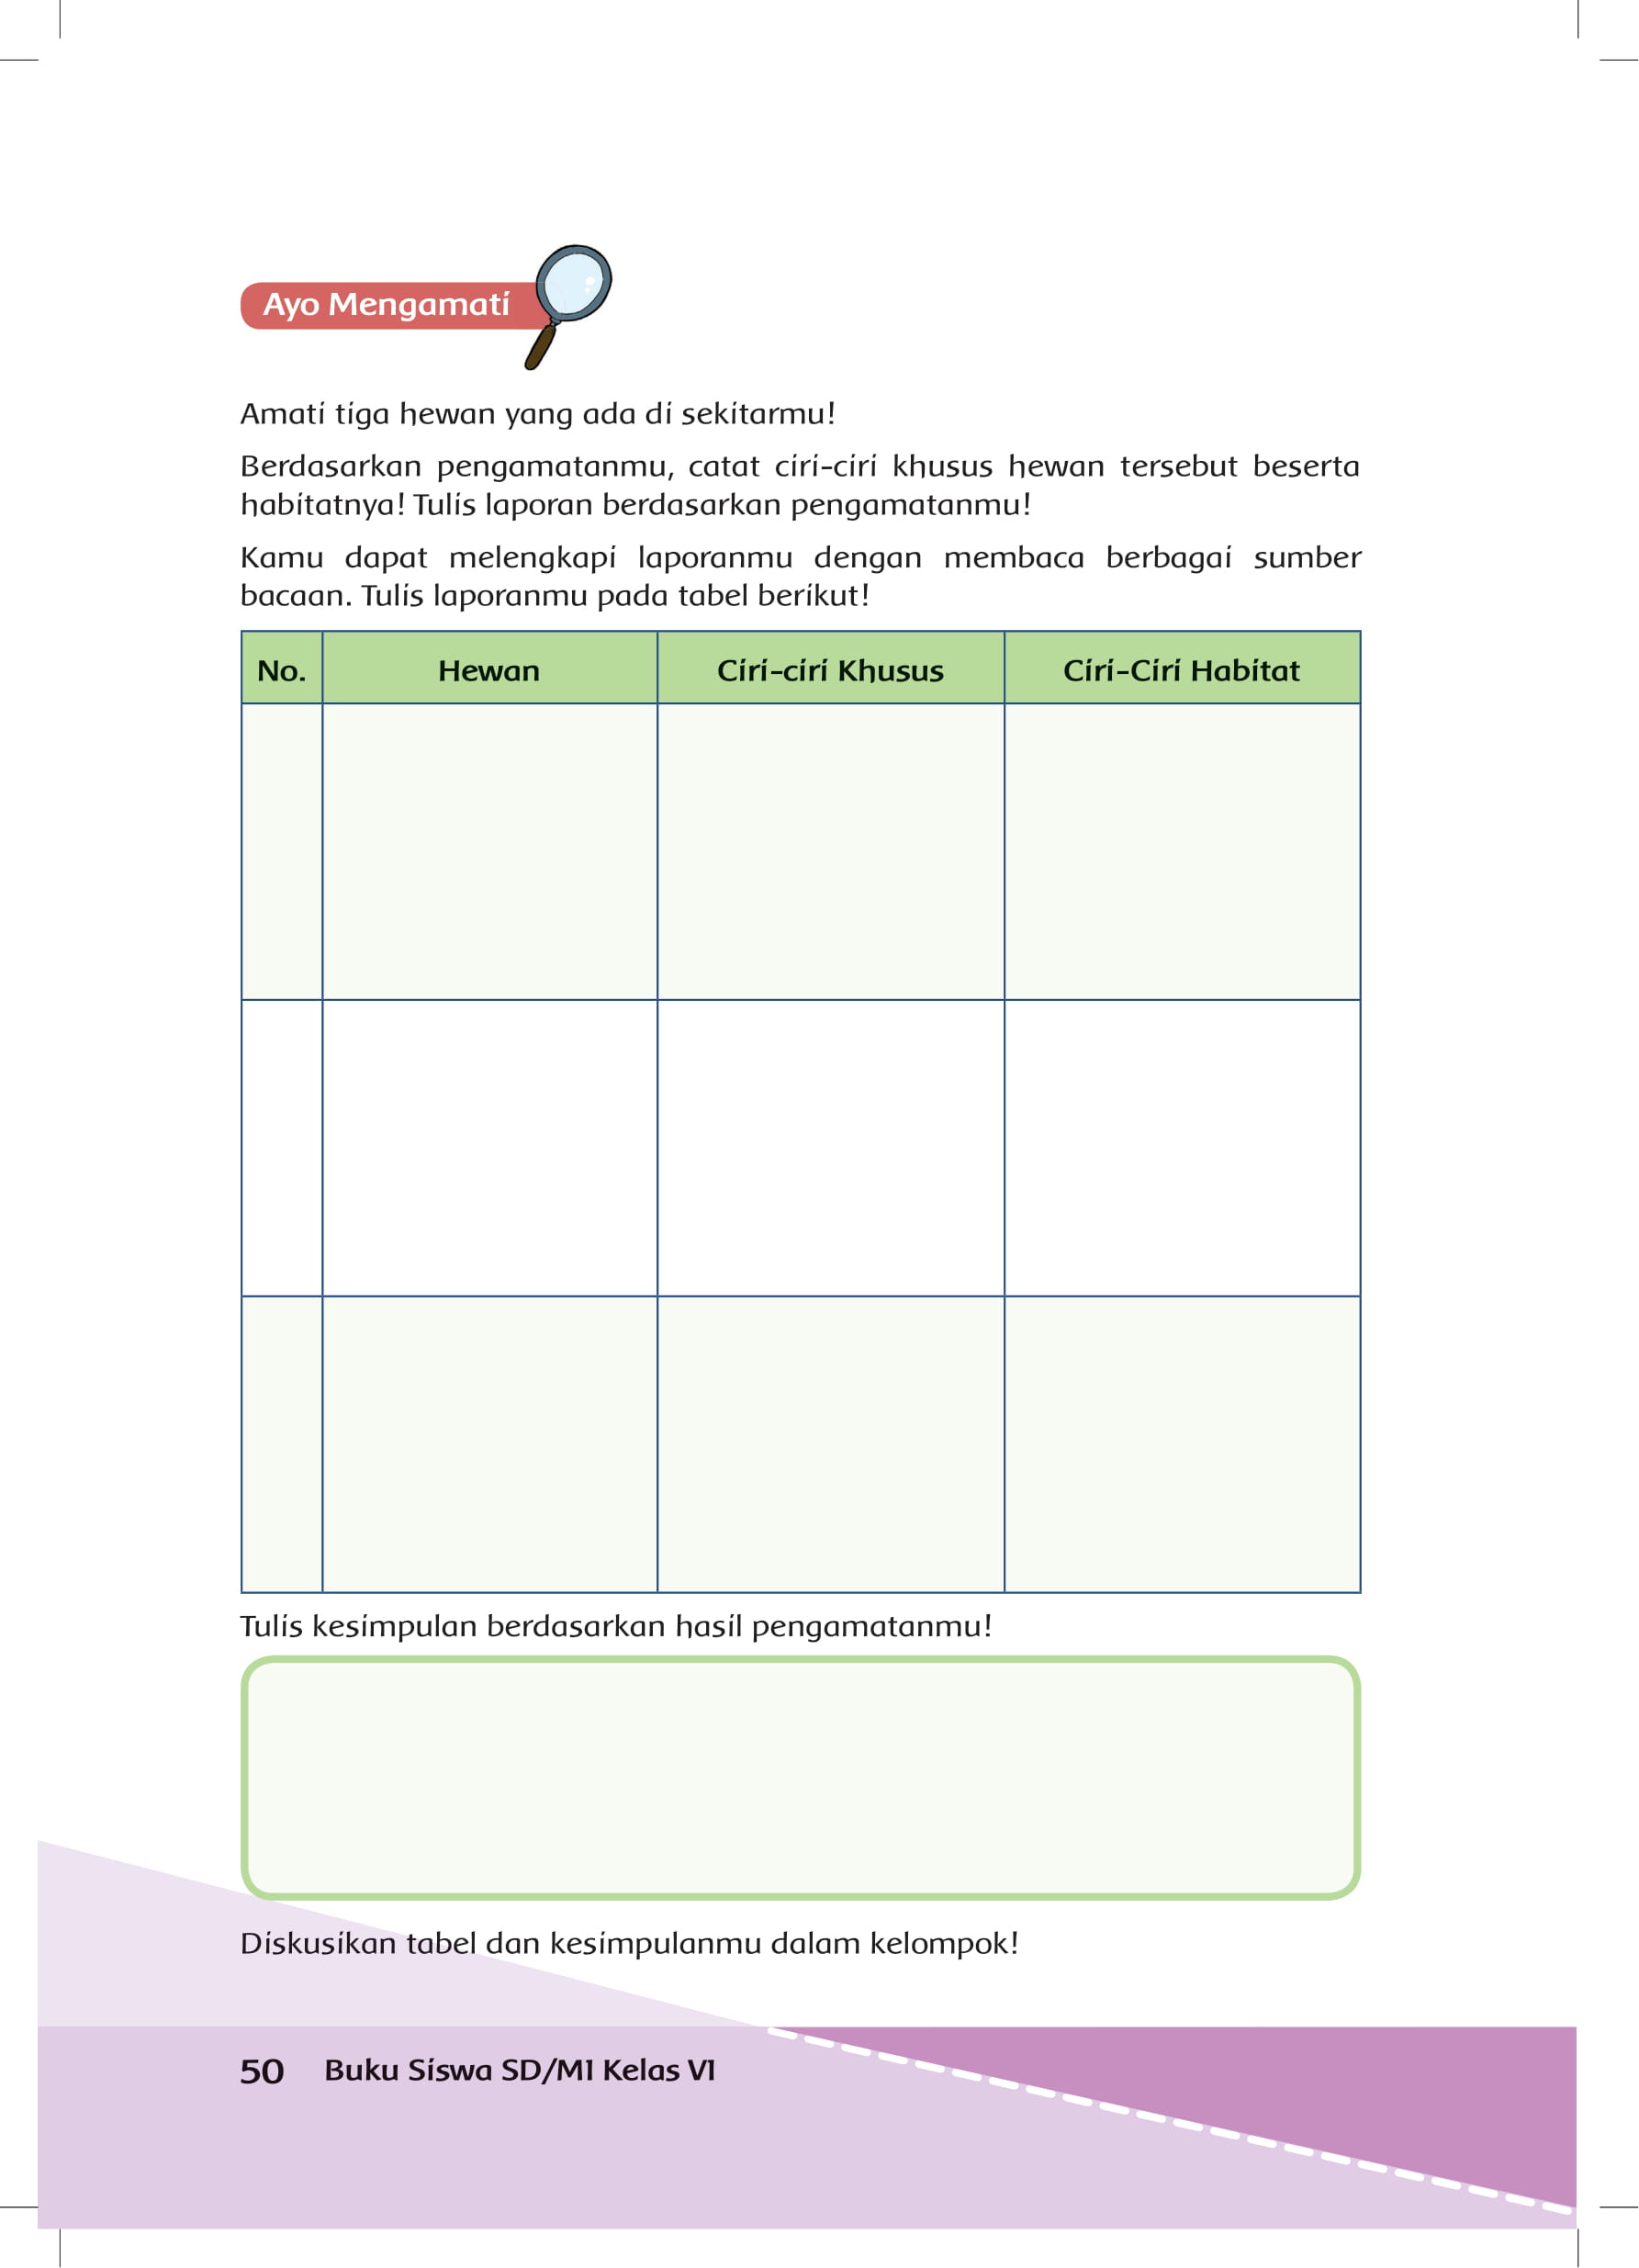 Ayo Mengamati
Amati tiga hewan yang ada di sekitarmu!
Berdasarkan pengamatanmu, catat ciri-ciri khusus hewan tersebut beserta
habitatnya! Tulis laporan berdasarkan pengamatanmu!
Kamu dapat melengkapi laporanmu dengan membaca berbagai sumber
bacaan. Tulis laporanmu pada tabel berikut!
No. Hewan Ciri-ciri Khusus Ciri-Ciri Habitat
Tulis kesimpulan berdasarkan hasil pengamatanmu!
Diskusikan tabel dan kesimpulanmu dalam kelompok!
50 Buku Siswa SD/MI Kelas VI